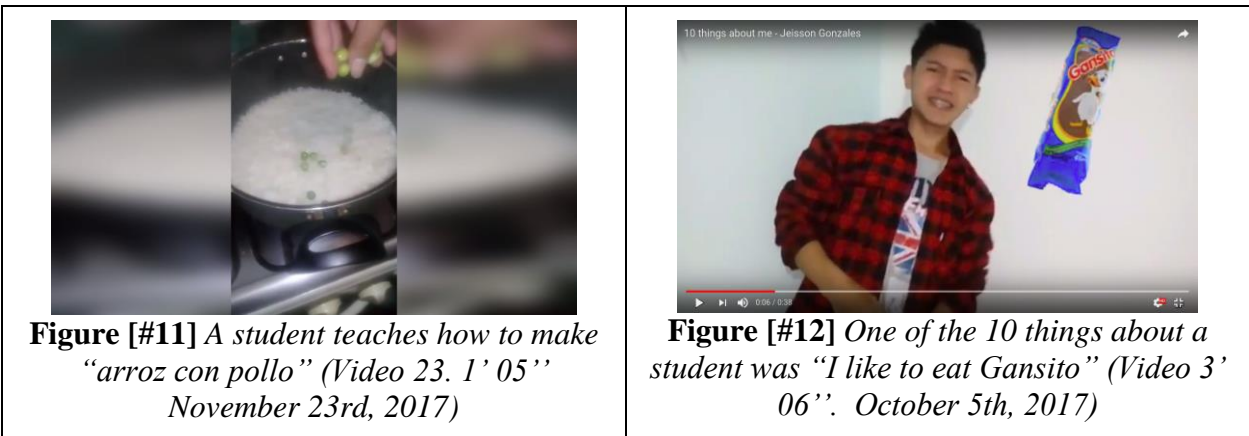 Figure [#11] A student teaches how to make
“arroz con pollo” (Video 23. 1’ 05’’
November 23rd, 2017)
10 things about me - Jeisson Gonzales
Gansito
0:06 / 0:38
Figure [#12] One of the 10 things about a
student was “I like to eat Gansito” (Video 3’
06’’. October 5th, 2017)